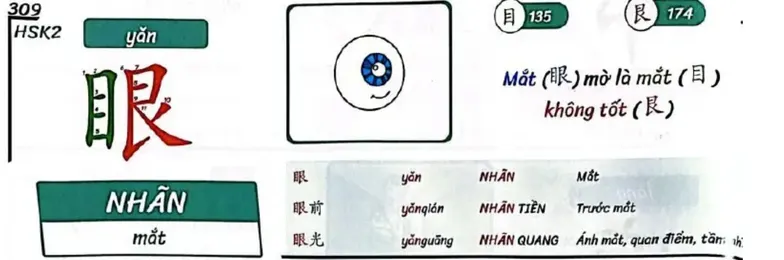 309
HSK2
yǎn
眼
目 135
艮 174
Mắt (眼) mờ là mắt (目)
không tốt (艮)
NHÃN
mắt
眼 yǎn NHÃN Mắt
眼前 yǎnqián NHÃN TIỀN Trước mắt
眼光 yǎnguāng NHÃN QUANG Ánh mắt, quan điểm, tầm